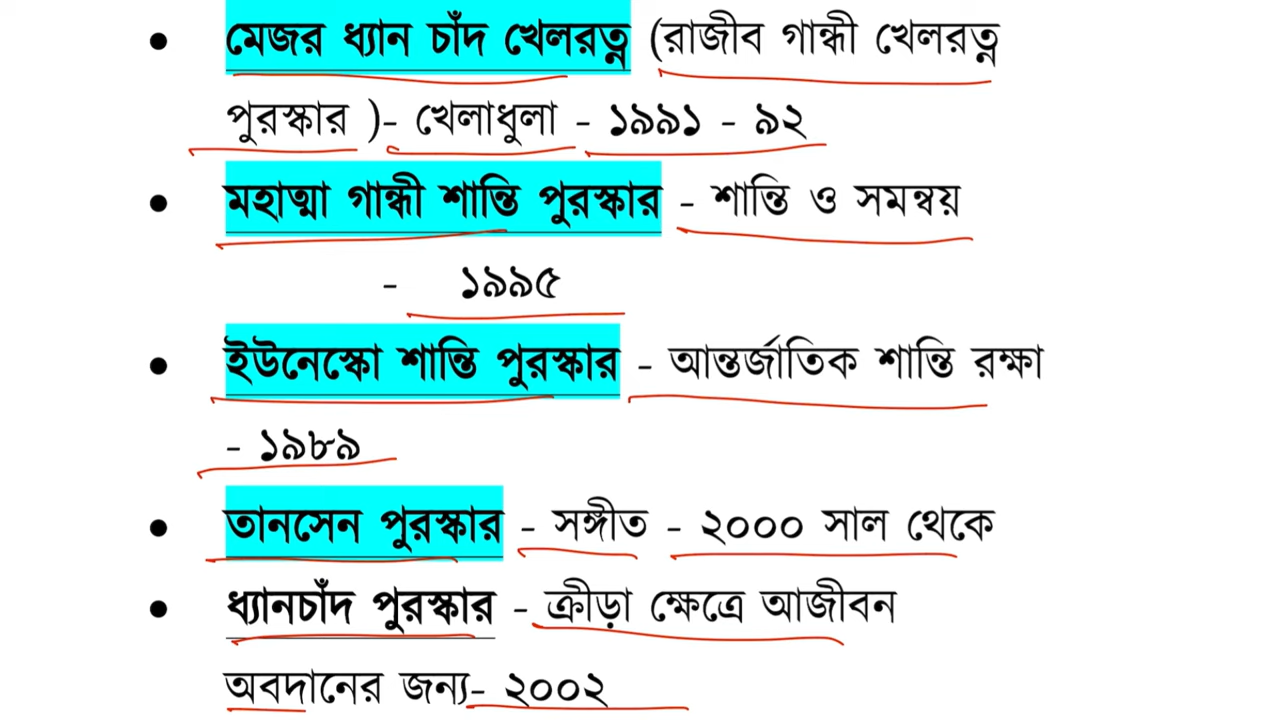 • মেজর ধ্যান চাঁদ খেলরত্ন (রাজীব গান্ধী খেলরত্ন
পুরস্কার )- খেলাধুলা - ১৯৯১ - ৯২
• মহাত্মা গান্ধী শান্তি পুরস্কার - শান্তি ও সমন্বয়
- ১৯৯৫
• ইউনেস্কো শান্তি পুরস্কার - আন্তর্জাতিক শান্তি রক্ষা
- ১৯৮৯
• তানসেন পুরস্কার - সঙ্গীত - ২০০০ সাল থেকে
• ধ্যানচাঁদ পুরস্কার - ক্রীড়া ক্ষেত্রে আজীবন
অবদানের জন্য- ২০০২